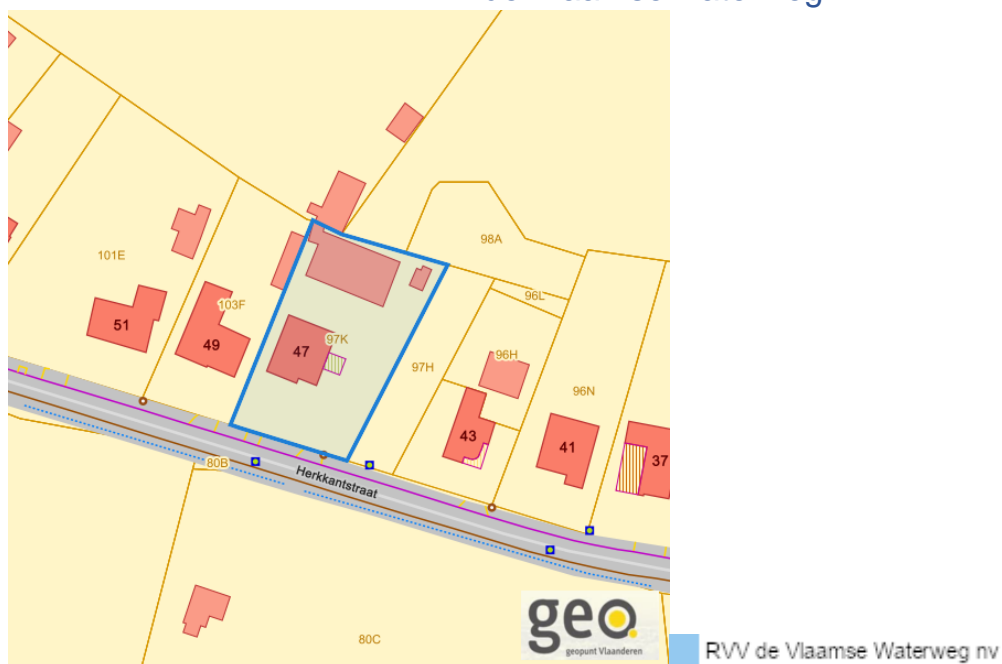 98A
101E
96L
103F
51
49
47
97K
97H
96H
96N
43
41
37
80B
Herkkantstraat
80C
geo
geopunt Vlaanderen
RVV de Vlaamse Waterweg nv